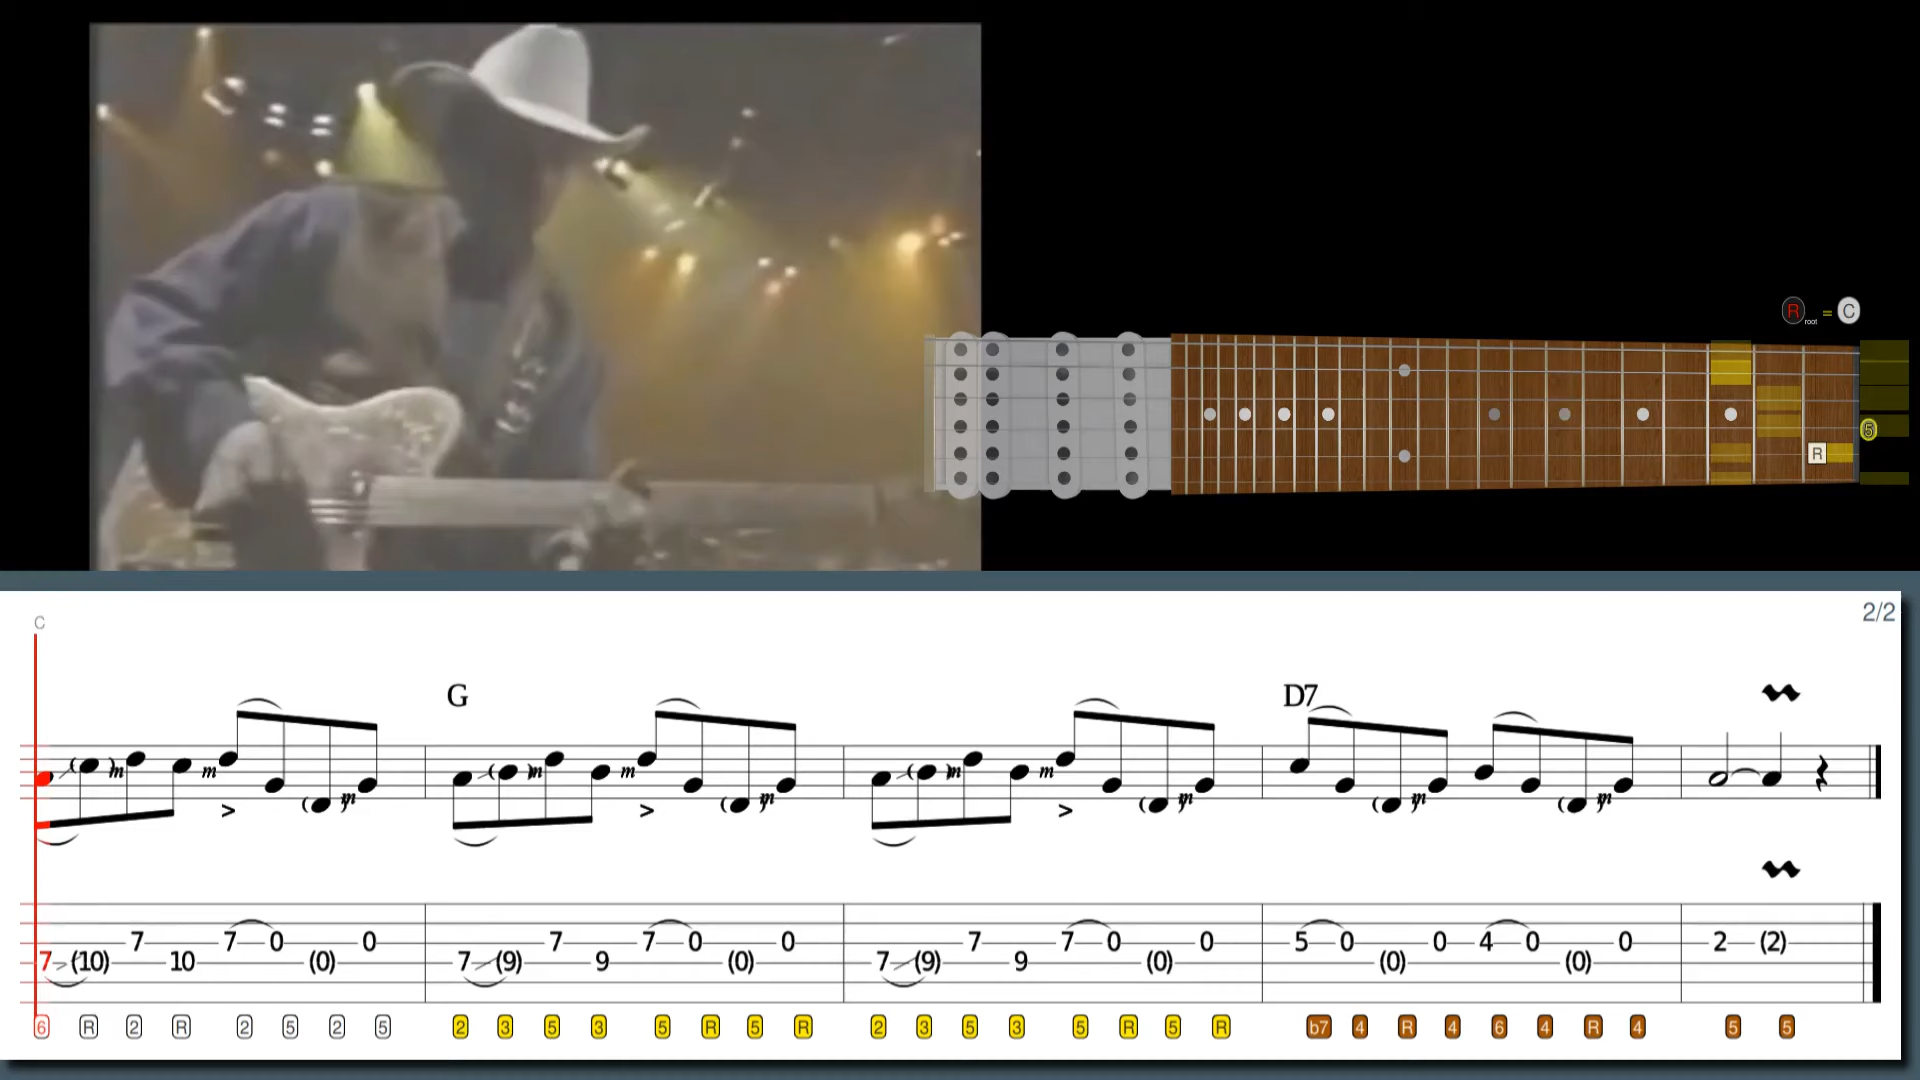 R root = C
5
R
2/2
C
G D7
m m m m m m m m m m m
> > >
7 7 0 0 7 7 0 0 7 7 0 0 5 0 0 4 0 0 2 (2)
7 (10) 10 (0) 7 (9) 9 (0) 7 (9) 9 (0) (0) (0)
6 R 2 R 2 5 2 5 2 3 5 3 5 R 5 R 2 3 5 3 5 R 5 R b7 4 R 4 6 4 R 4 5 5